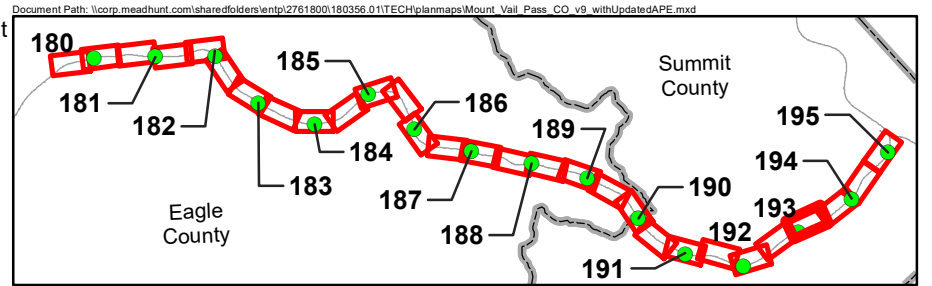 Document Path: \\corp.meadhunt.com\sharedfolders\entp\2761800\180356.01\TECH\planmaps\Mount_Vail_Pass_CO_v9_withUpdatedAPE.mxd
t
180
181
182
183
184
185
186
187
188
189
190
191
192
193
194
195
Summit
County
Eagle
County